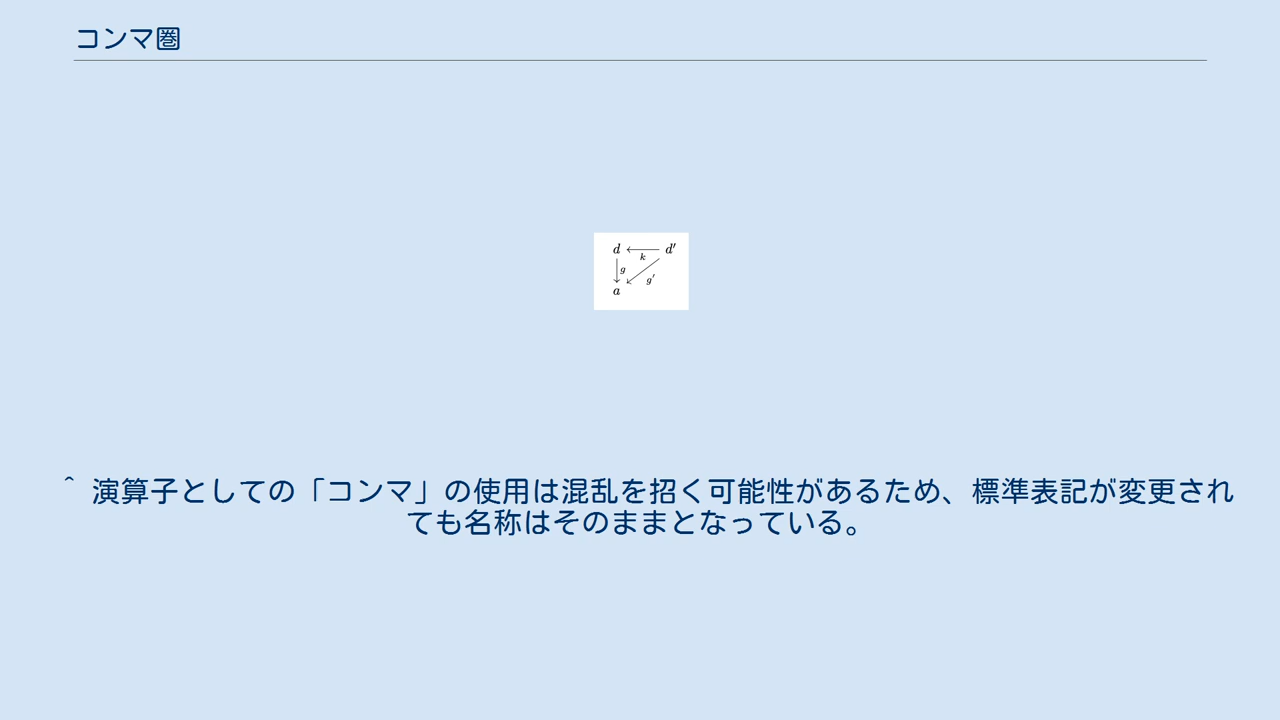 コンマ圏
d d′
k
g
g′
a
^ 演算子としての「コンマ」の使用は混乱を招く可能性があるため、標準表記が変更され
ても名称はそのままとなっている。